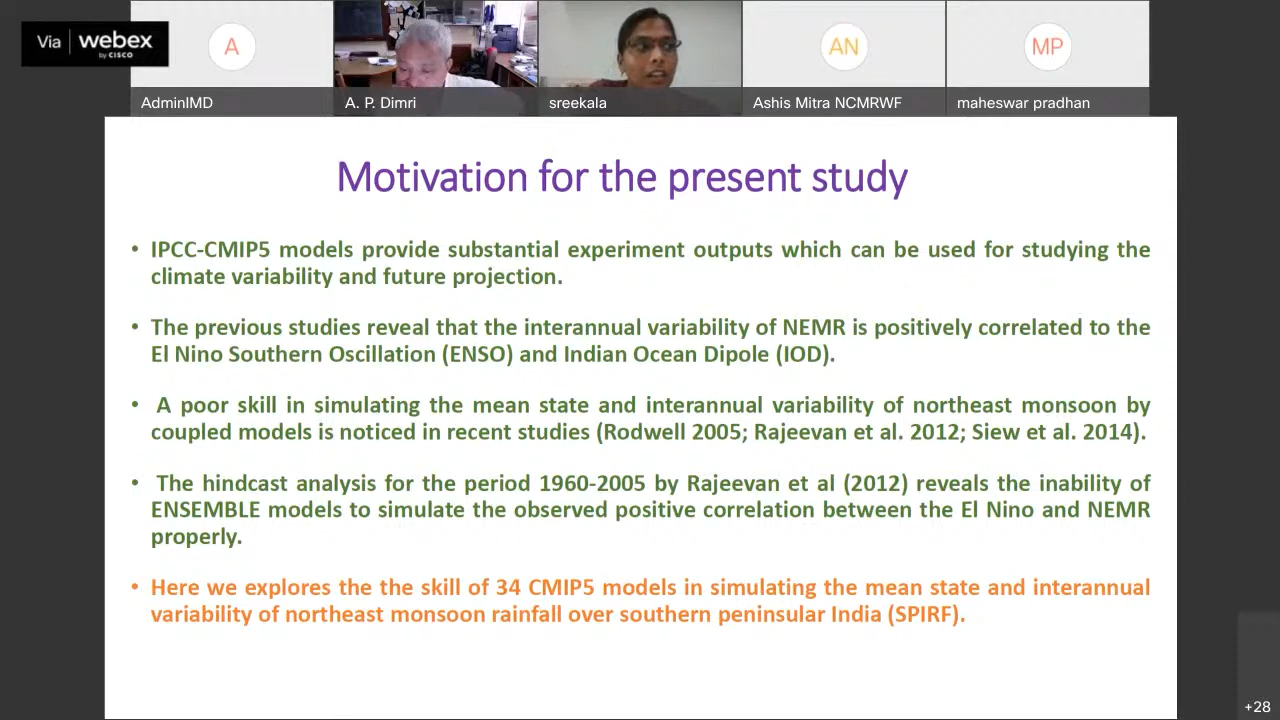 Via webex
by CISCO
A
AN
MP
AdminIMD
A. P. Dimri
sreekala
Ashis Mitra NCMRWF
maheswar pradhan
Motivation for the present study
• IPCC-CMIP5 models provide substantial experiment outputs which can be used for studying the
climate variability and future projection.
• The previous studies reveal that the interannual variability of NEMR is positively correlated to the
El Nino Southern Oscillation (ENSO) and Indian Ocean Dipole (IOD).
• A poor skill in simulating the mean state and interannual variability of northeast monsoon by
coupled models is noticed in recent studies (Rodwell 2005; Rajeevan et al. 2012; Siew et al. 2014).
• The hindcast analysis for the period 1960-2005 by Rajeevan et al (2012) reveals the inability of
ENSEMBLE models to simulate the observed positive correlation between the El Nino and NEMR
properly.
• Here we explores the the skill of 34 CMIP5 models in simulating the mean state and interannual
variability of northeast monsoon rainfall over southern peninsular India (SPIRF).
+28